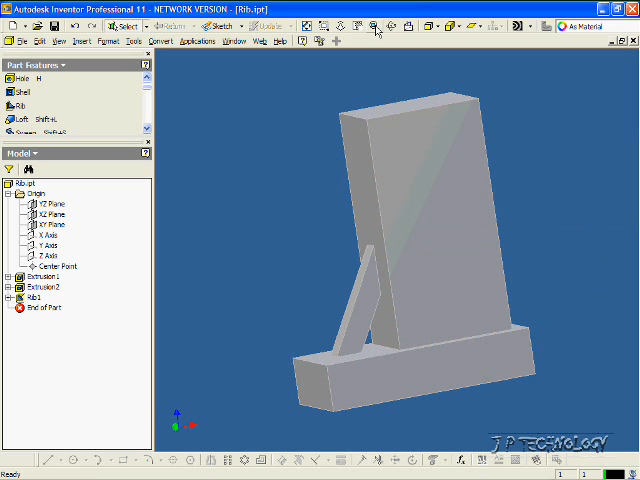 Autodesk Inventor Professional 11 - NETWORK VERSION - [Rib.ipt]
Select Return Sketch Update As Material
File Edit View Insert Format Tools Convert Applications Window Web Help
Part Features
Hole H
Shell
Rib
Loft Shift+L
Sweep Shift+S
Model
Rib.ipt
Origin
YZ Plane
XZ Plane
XY Plane
X Axis
Y Axis
Z Axis
Center Point
Extrusion1
Extrusion2
Rib1
End of Part
J P TECHNOLOGY
Ready 1 1